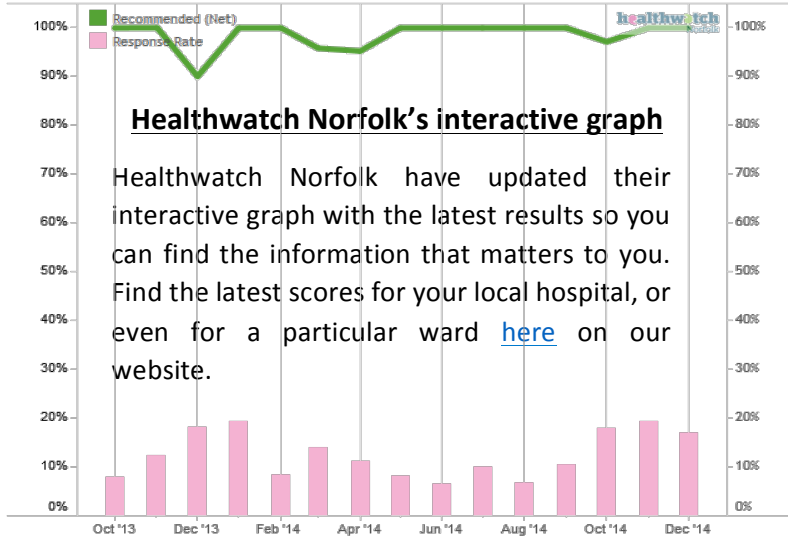 Recommended (Net)
Response Rate
healthwatch
Norfolk
100%
90%
80%
70%
60%
50%
40%
30%
20%
10%
0%
100%
90%
80%
70%
60%
50%
40%
30%
20%
10%
0%
Healthwatch Norfolk's interactive graph
Healthwatch Norfolk have updated their
interactive graph with the latest results so you
can find the information that matters to you.
Find the latest scores for your local hospital, or
even for a particular ward here on our
website.
Oct '13 Dec '13 Feb '14 Apr '14 Jun '14 Aug '14 Oct '14 Dec '14